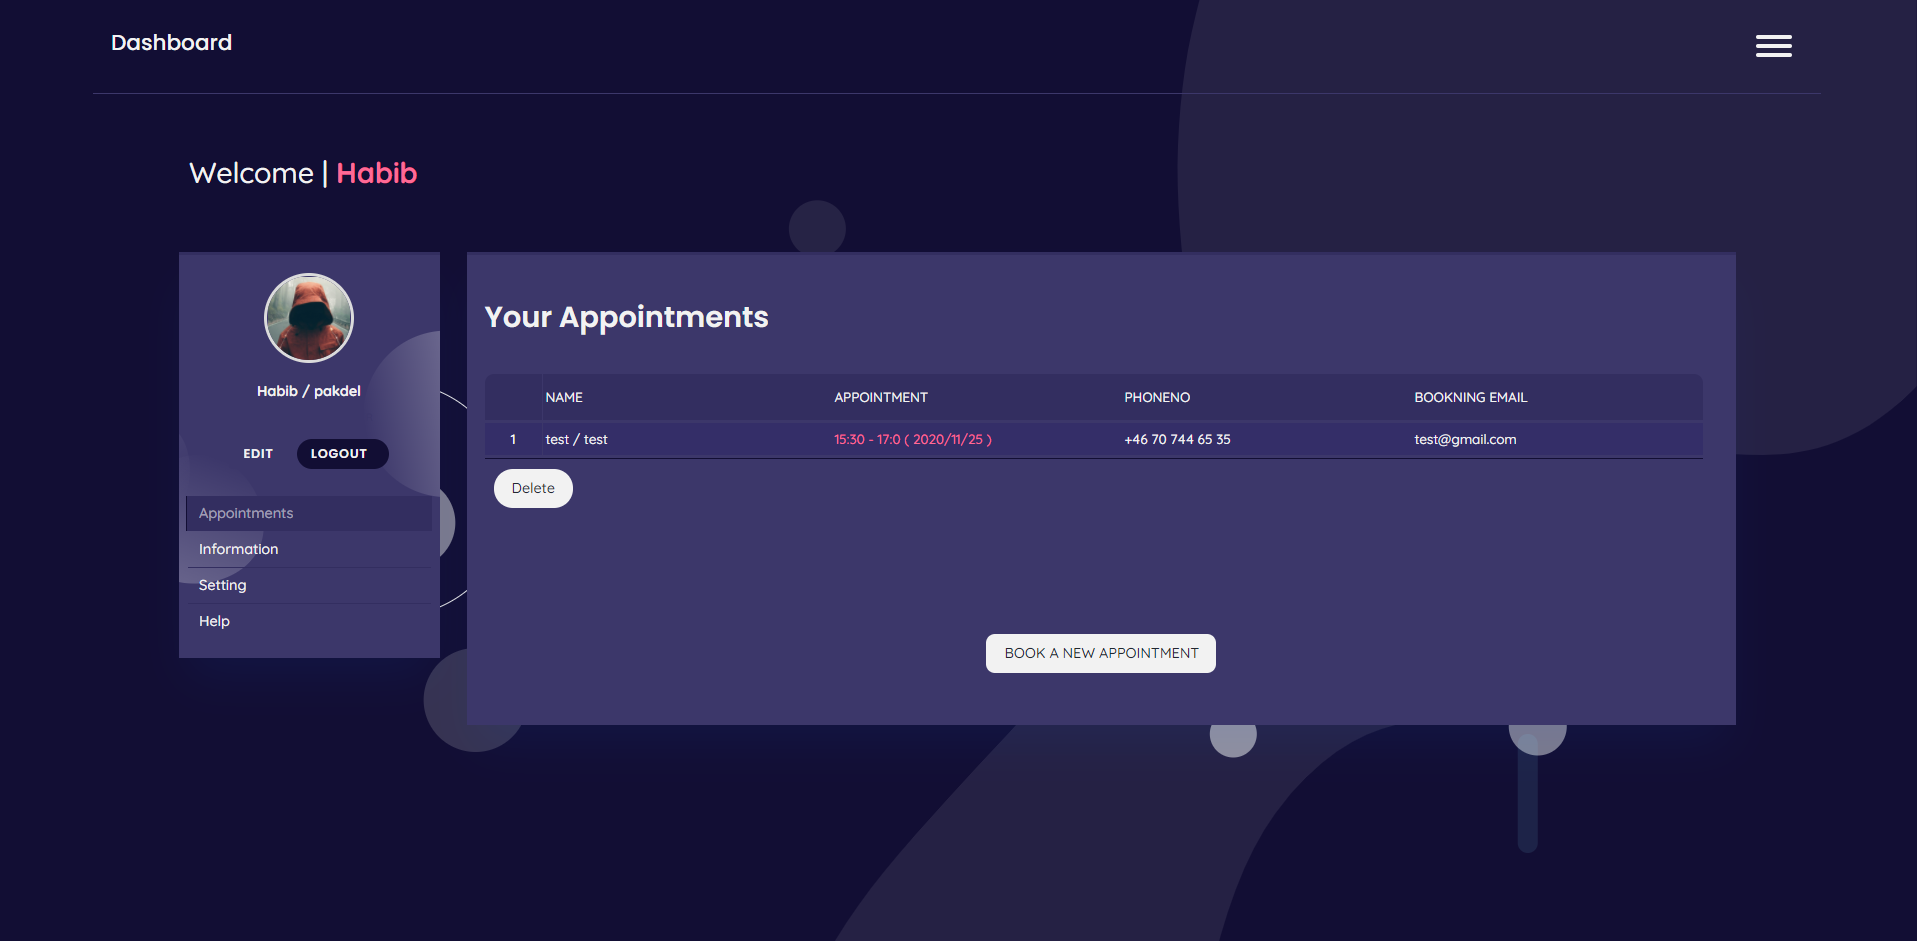 Dashboard
Welcome | Habib
Habib / pakdel
EDIT LOGOUT
Appointments
Information
Setting
Help
Your Appointments
NAME APPOINTMENT PHONENO BOOKNING EMAIL
1 test / test 15:30 - 17:0 ( 2020/11/25 ) +46 70 744 65 35 test@gmail.com
Delete
BOOK A NEW APPOINTMENT